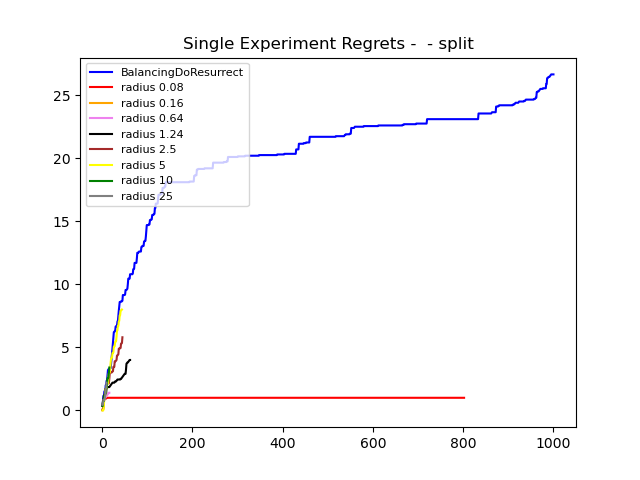 Single Experiment Regrets -  - split
BalancingDoResurrect
radius 0.08
radius 0.16
radius 0.64
radius 1.24
radius 2.5
radius 5
radius 10
radius 25
25
20
15
10
5
0
0 200 400 600 800 1000